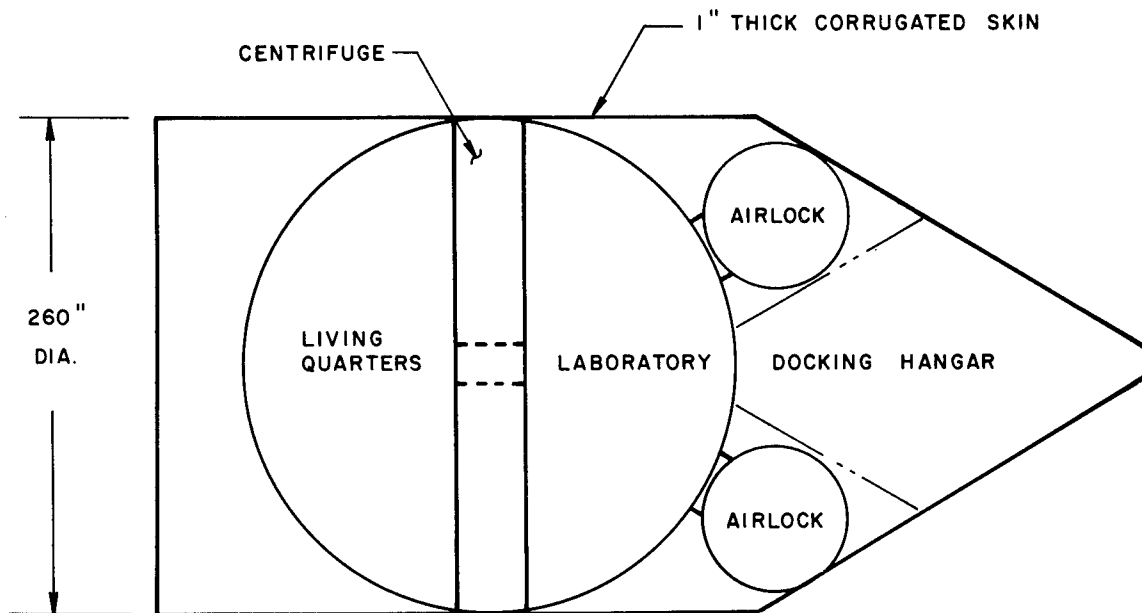 1" THICK CORRUGATED SKIN
CENTRIFUGE
AIRLOCK
260"
DIA.
LIVING
QUARTERS
LABORATORY
DOCKING HANGAR
AIRLOCK